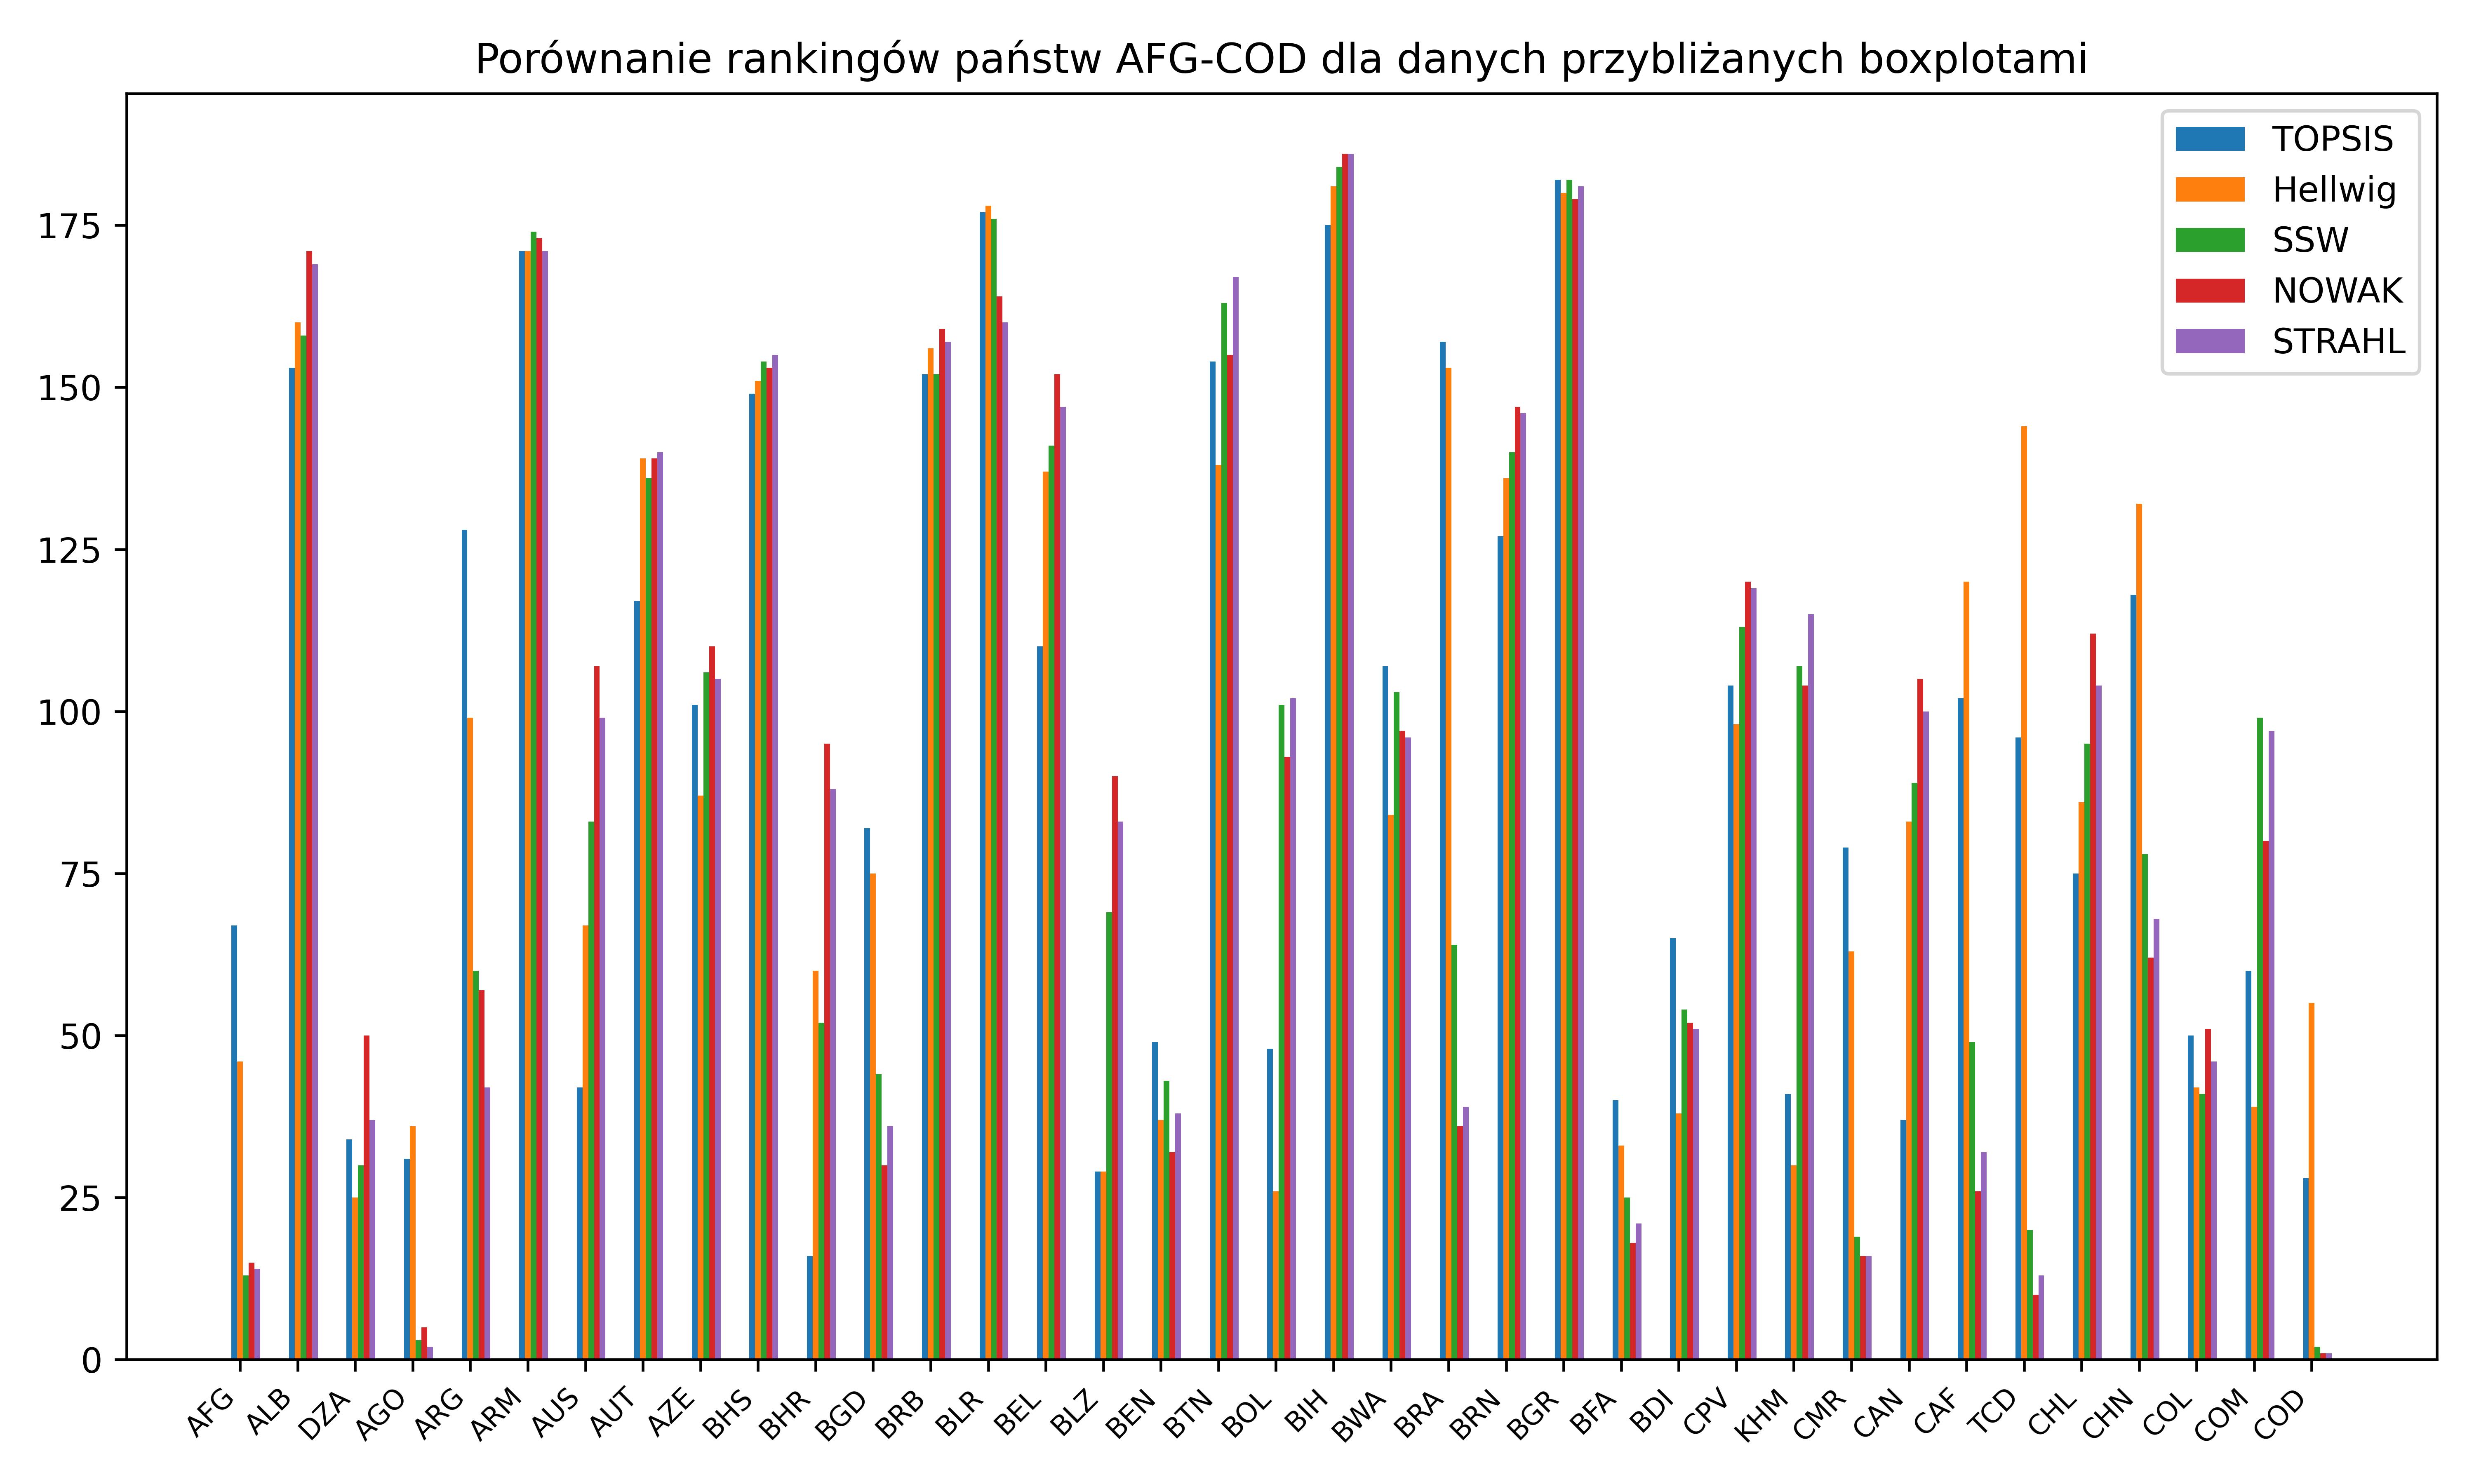 Porównanie rankingów państw AFG-COD dla danych przybliżanych boxplotami
TOPSIS
Hellwig
SSW
NOWAK
STRAHL
175
150
125
100
75
50
25
0
AFG ALB DZA AGO ARG ARM AUS AUT AZE BHS BHR BGD BRB BLR BEL BLZ BEN BTN BOL BIH BWA BRA BRN BGR BFA BDI CPV KHM CMR CAN CAF TCD CHL CHN COL COM COD